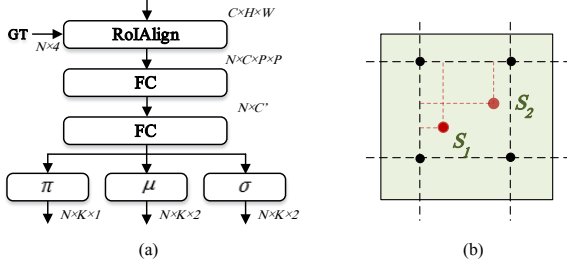 C×H×W
GT
N×4
RoIAlign
N×C×P×P
FC
N×C'
FC
π
μ
σ
N×K×1
N×K×2
N×K×2
S1
S2
(a)
(b)